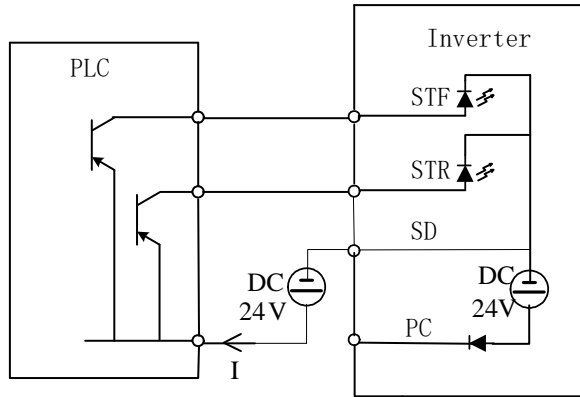 Inverter
PLC
STF
STR
SD
DC
24V
DC
24V
PC
I